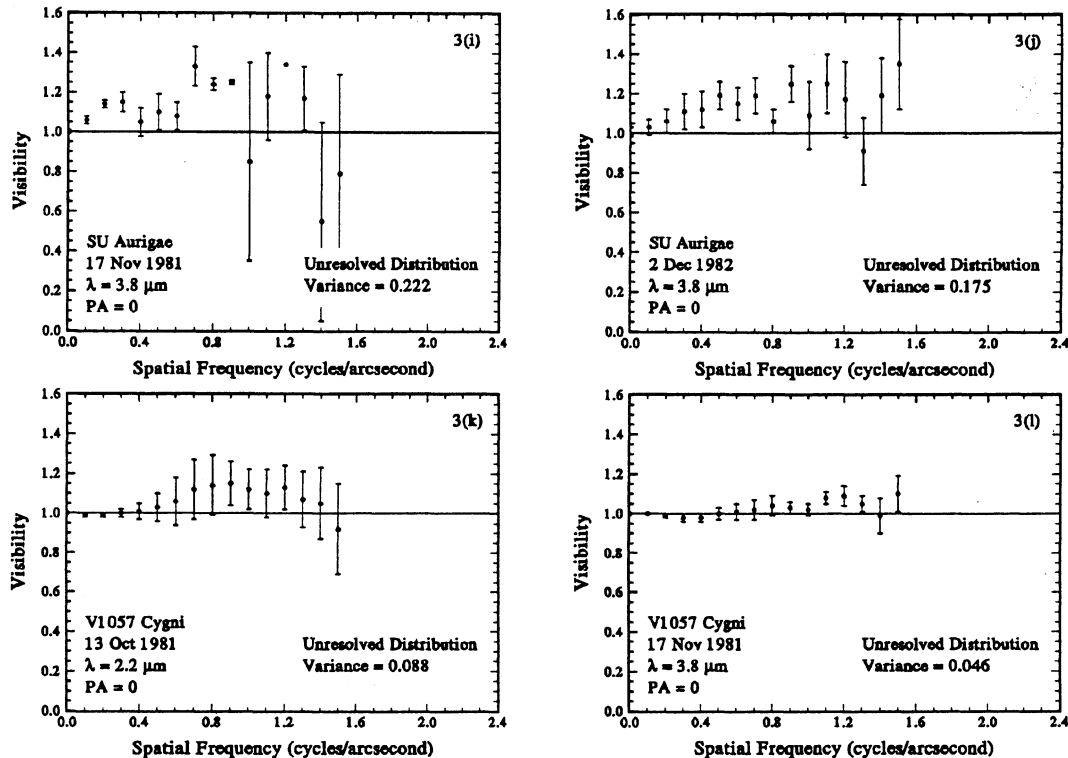 1.6
1.4
1.2
1.0
0.8
0.6
0.4
0.2
0.0
Visibility
3(i)
SU Aurigae
17 Nov 1981
λ = 3.8 μm
PA = 0
Unresolved Distribution
Variance = 0.222
0.0 0.4 0.8 1.2 1.6 2.0 2.4
Spatial Frequency (cycles/arcsecond)
1.6
1.4
1.2
1.0
0.8
0.6
0.4
0.2
0.0
Visibility
3(j)
SU Aurigae
2 Dec 1982
λ = 3.8 μm
PA = 0
Unresolved Distribution
Variance = 0.175
0.0 0.4 0.8 1.2 1.6 2.0 2.4
Spatial Frequency (cycles/arcsecond)
1.6
1.4
1.2
1.0
0.8
0.6
0.4
0.2
0.0
Visibility
3(k)
V1057 Cygni
13 Oct 1981
λ = 2.2 μm
PA = 0
Unresolved Distribution
Variance = 0.088
0.0 0.4 0.8 1.2 1.6 2.0 2.4
Spatial Frequency (cycles/arcsecond)
1.6
1.4
1.2
1.0
0.8
0.6
0.4
0.2
0.0
Visibility
3(l)
V1057 Cygni
17 Nov 1981
λ = 3.8 μm
PA = 0
Unresolved Distribution
Variance = 0.046
0.0 0.4 0.8 1.2 1.6 2.0 2.4
Spatial Frequency (cycles/arcsecond)